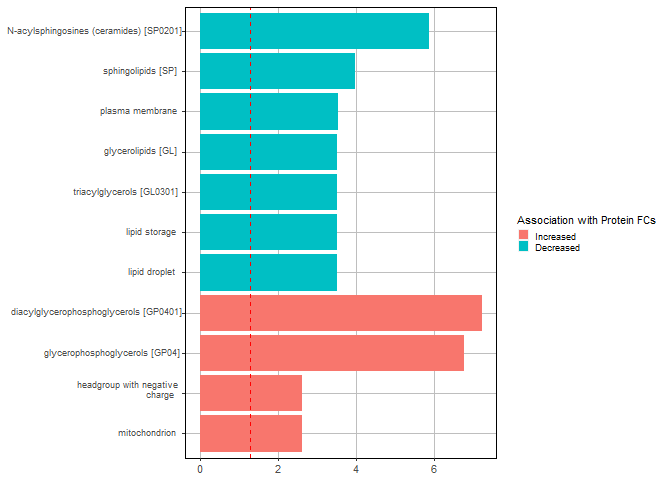 N-acylsphingosines (ceramides) [SP0201]
sphingolipids [SP]
plasma membrane
glycerolipids [GL]
triacylglycerols [GL0301]
lipid storage
lipid droplet
diacylglycerophosphoglycerols [GP0401]
glycerophosphoglycerols [GP04]
headgroup with negative
charge
mitochondrion
0 2 4 6
Association with Protein FCs
Increased
Decreased